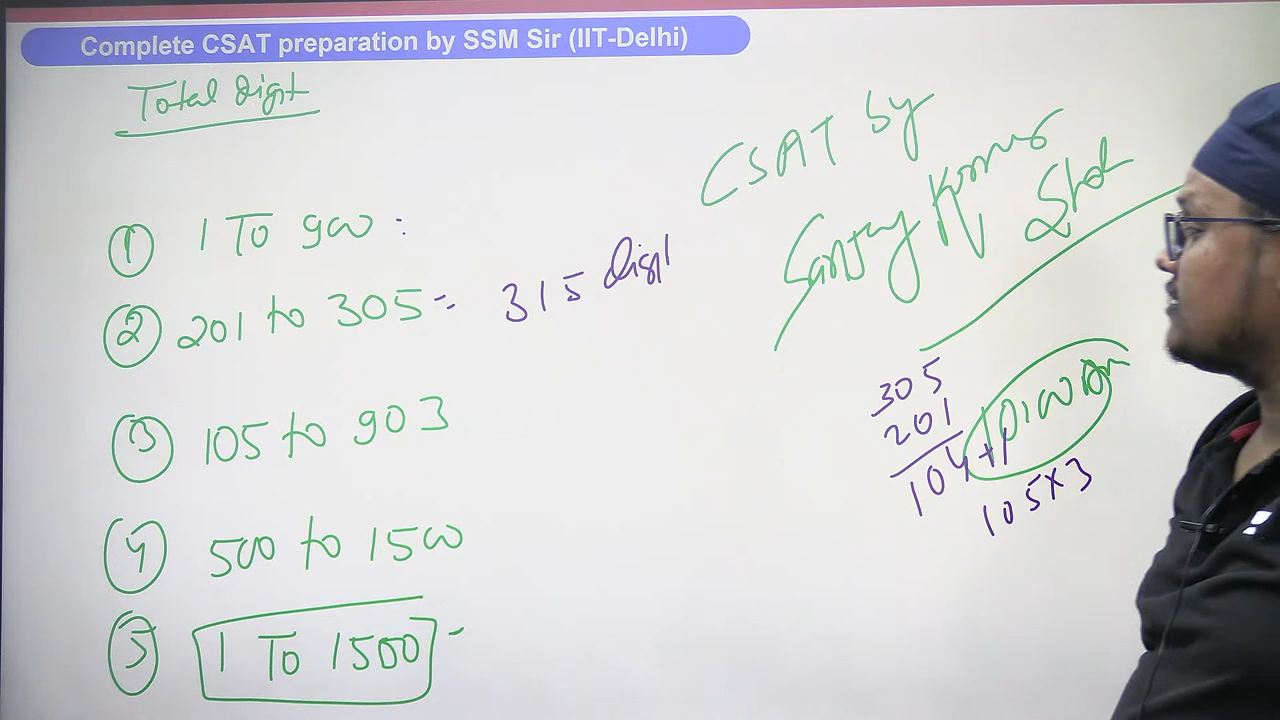 Complete CSAT preparation by SSM Sir (IIT-Delhi)
Total digit
① 1 To 900 :
② 201 to 305 = 315 digit
③ 105 to 903
④ 500 to 1500
⑤ 1 To 1500 -
CSAT by
Sanjay Kumar
305
201
104+1
105×3